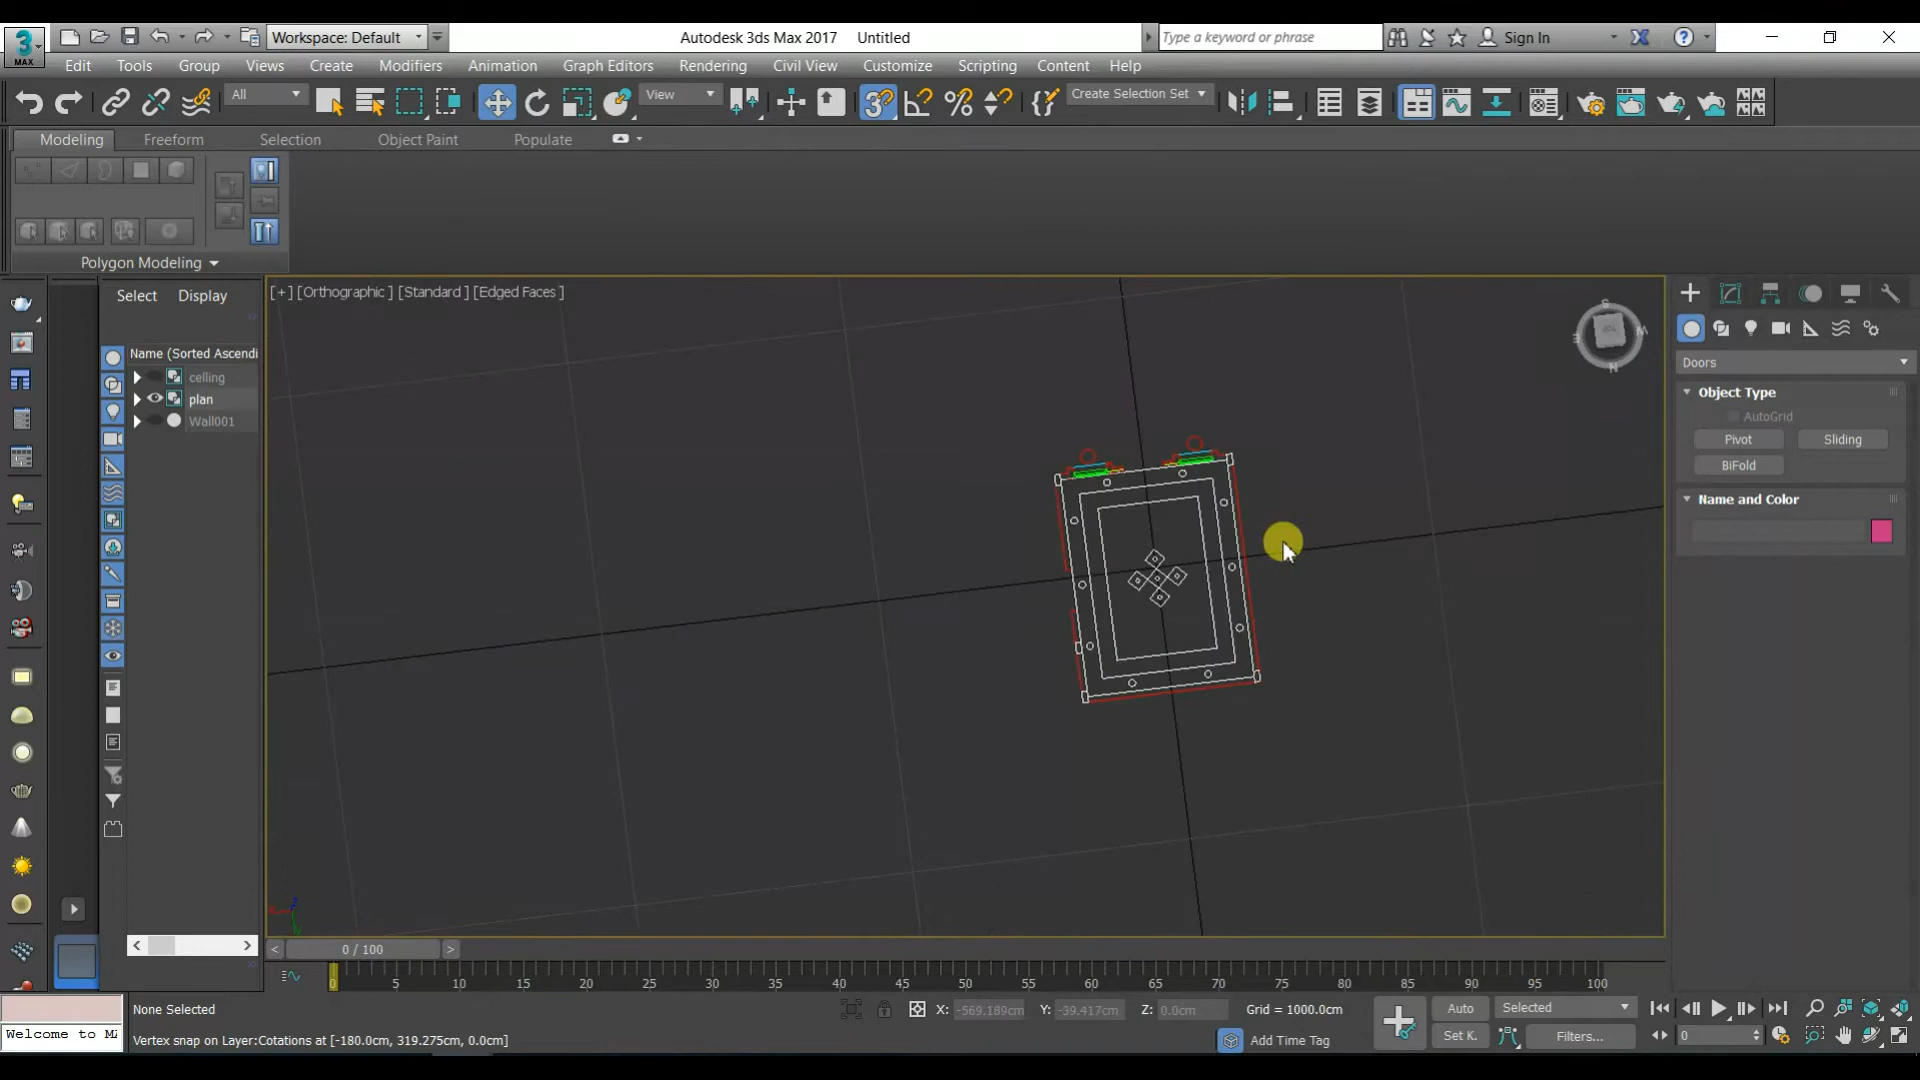 3
MAX
Workspace: Default
Autodesk 3ds Max 2017
Untitled
Type a keyword or phrase
Sign In
Edit
Tools
Group
Views
Create
Modifiers
Animation
Graph Editors
Rendering
Civil View
Customize
Scripting
Content
Help
All
View
Create Selection Set
Modeling
Freeform
Selection
Object Paint
Populate
Polygon Modeling
Select
Display
Name (Sorted Ascendi
celling
plan
Wall001
[+] [Orthographic ] [Standard ] [Edged Faces ]
S
E
N
Doors
Object Type
AutoGrid
Pivot
Sliding
BiFold
Name and Color
0 / 100
0
5
10
15
20
25
30
35
40
45
50
55
60
65
70
75
80
85
90
95
100
None Selected
X:
-569.189cm
Y:
-39.417cm
Z:
0.0cm
Grid = 1000.0cm
Auto
Selected
Welcome to MA
Vertex snap on Layer:Cotations at [-180.0cm, 319.275cm, 0.0cm]
Add Time Tag
Set K.
Filters...
0